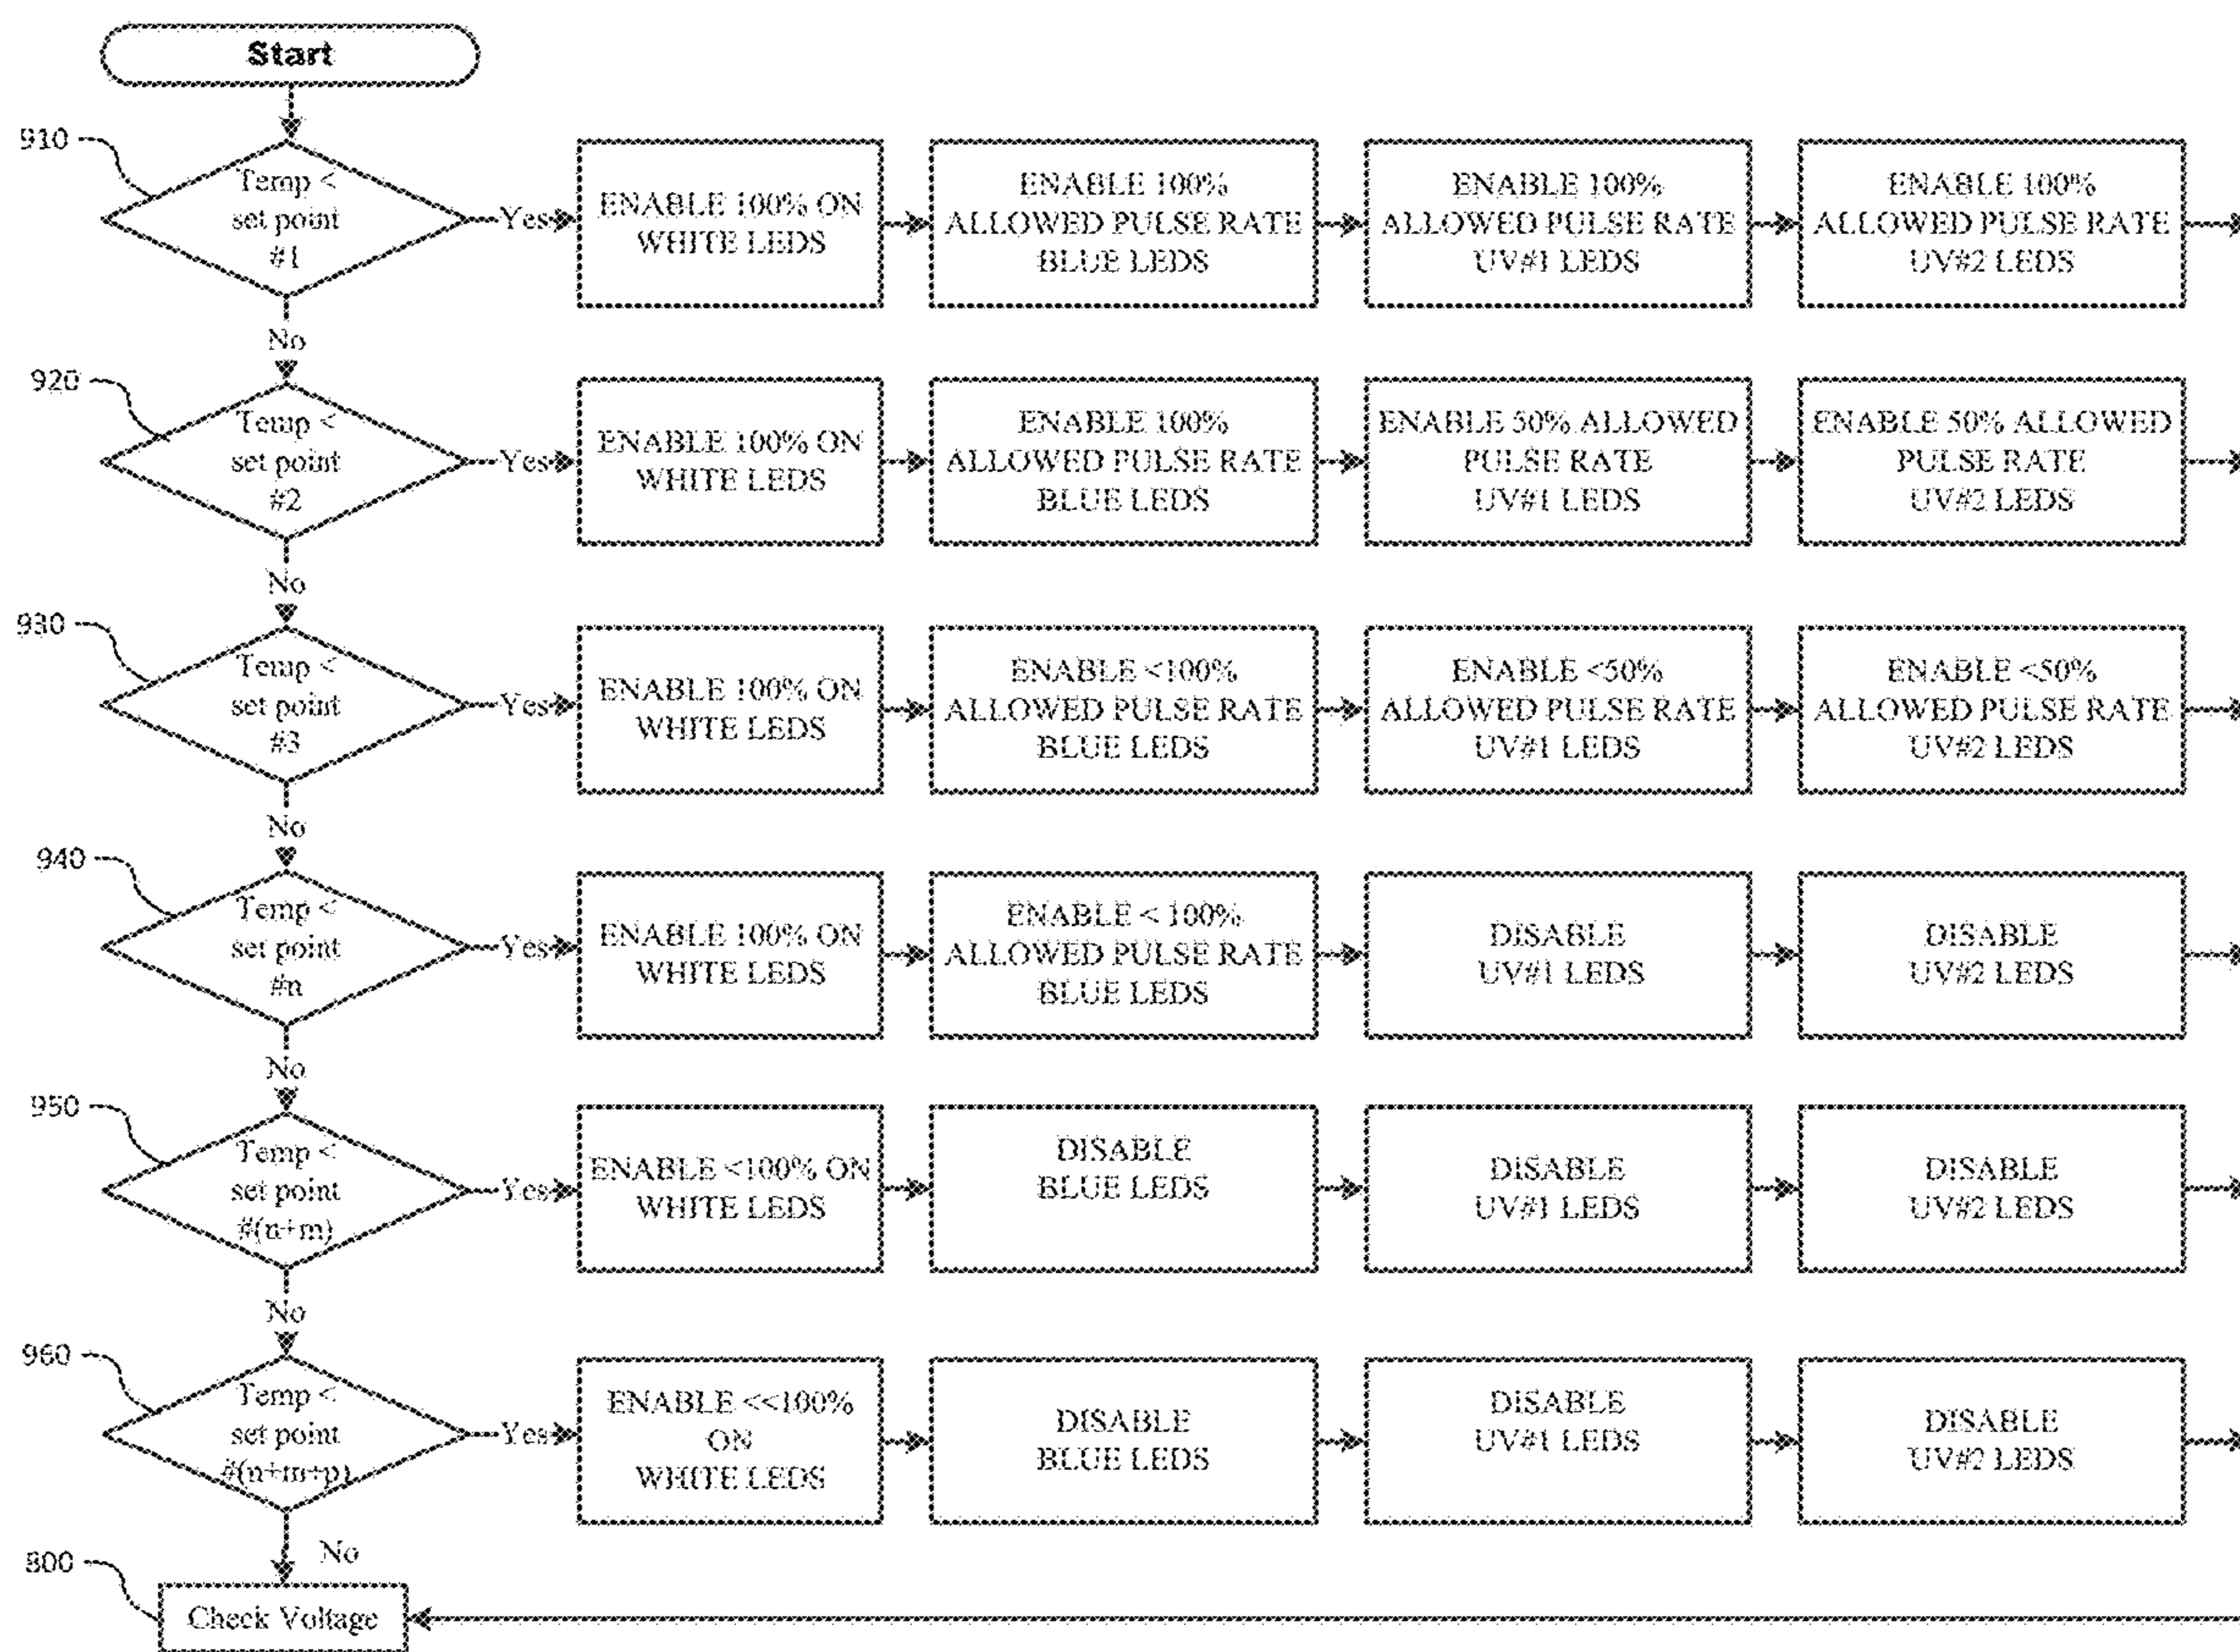 Start
910
Temp <
set point
#1
Yes
ENABLE 100% ON
WHITE LEDS
ENABLE 100%
ALLOWED PULSE RATE
BLUE LEDS
ENABLE 100%
ALLOWED PULSE RATE
UV#1 LEDS
ENABLE 100%
ALLOWED PULSE RATE
UV#2 LEDS
No
920
Temp <
set point
#2
Yes
ENABLE 100% ON
WHITE LEDS
ENABLE 100%
ALLOWED PULSE RATE
BLUE LEDS
ENABLE 50% ALLOWED
PULSE RATE
UV#1 LEDS
ENABLE 50% ALLOWED
PULSE RATE
UV#2 LEDS
No
930
Temp <
set point
#3
Yes
ENABLE 100% ON
WHITE LEDS
ENABLE <100%
ALLOWED PULSE RATE
BLUE LEDS
ENABLE <50%
ALLOWED PULSE RATE
UV#1 LEDS
ENABLE <50%
ALLOWED PULSE RATE
UV#2 LEDS
No
940
Temp <
set point
#n
Yes
ENABLE 100% ON
WHITE LEDS
ENABLE < 100%
ALLOWED PULSE RATE
BLUE LEDS
DISABLE
UV#1 LEDS
DISABLE
UV#2 LEDS
No
950
Temp <
set point
#(n+m)
Yes
ENABLE <100% ON
WHITE LEDS
DISABLE
BLUE LEDS
DISABLE
UV#1 LEDS
DISABLE
UV#2 LEDS
No
960
Temp <
set point
#(n+m+p)
Yes
ENABLE <<100%
ON
WHITE LEDS
DISABLE
BLUE LEDS
DISABLE
UV#1 LEDS
DISABLE
UV#2 LEDS
No
800
Check Voltage